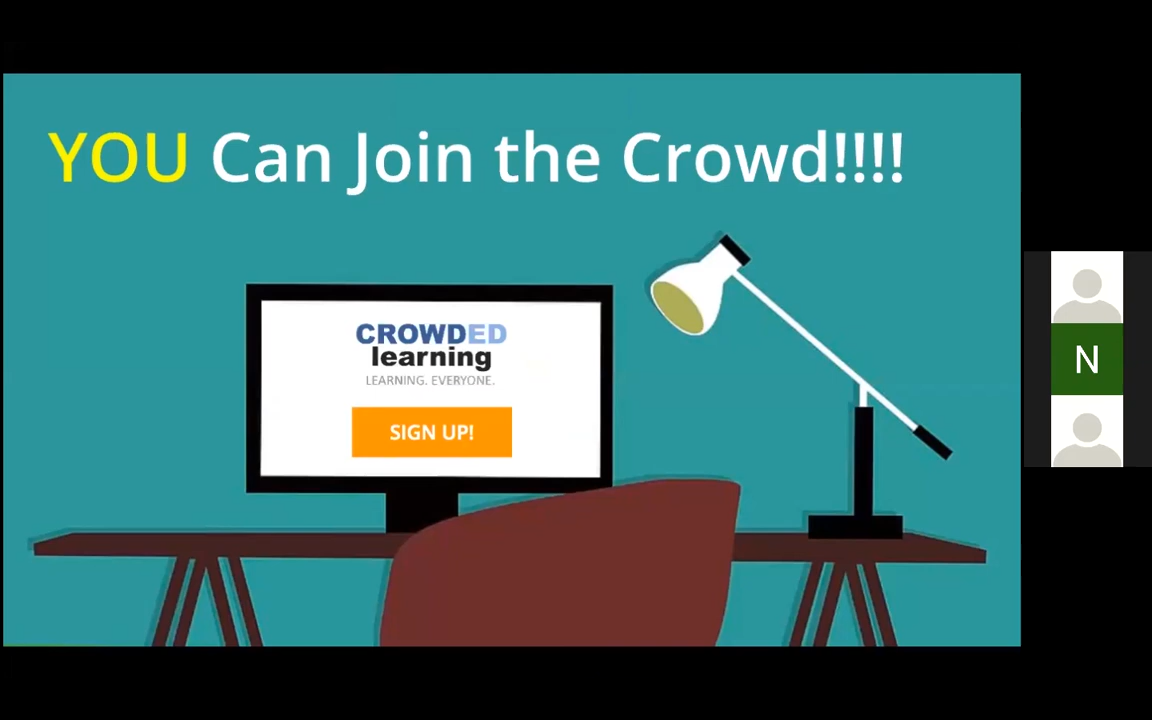 YOU Can Join the Crowd!!!!
CROWDED
learning
LEARNING. EVERYONE.
SIGN UP!
N